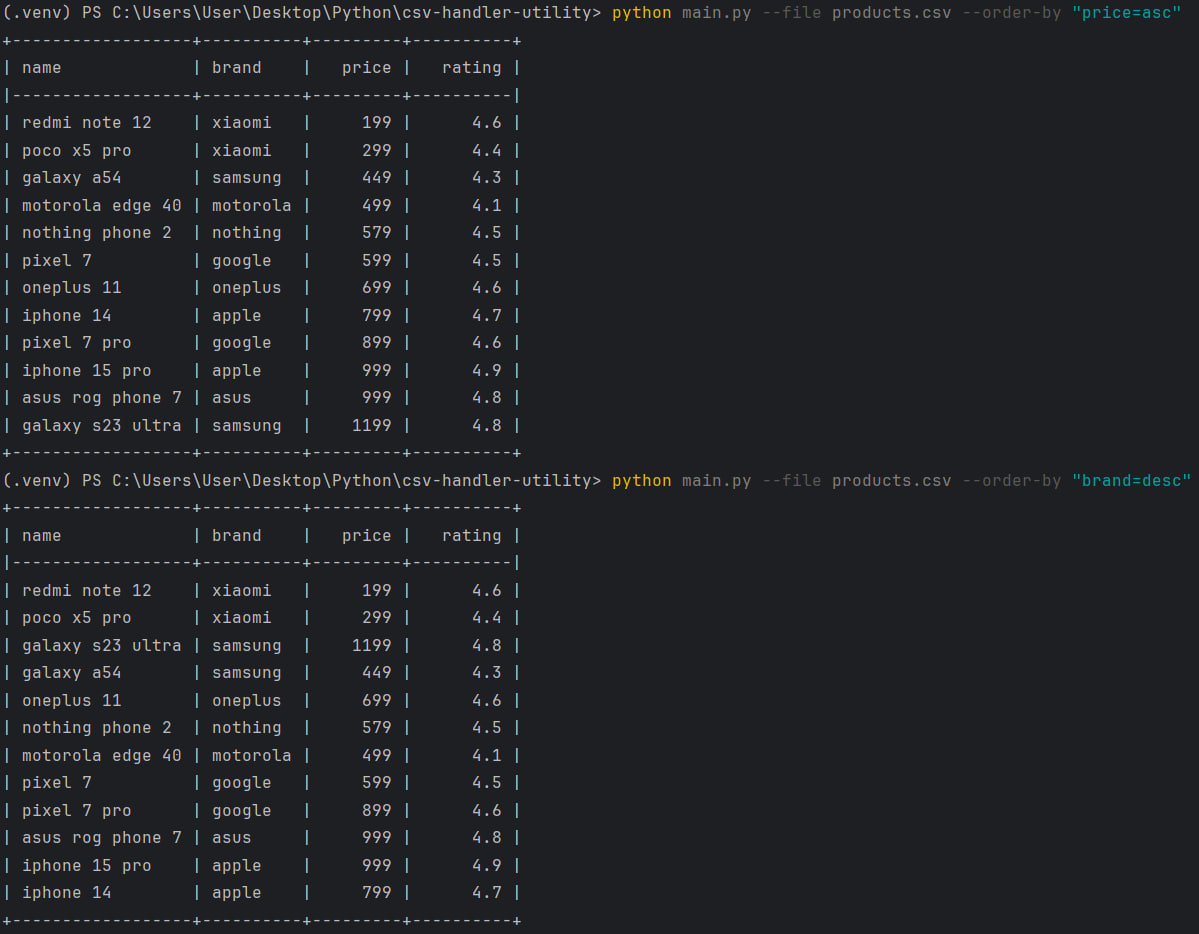 (.venv) PS C:\Users\User\Desktop\Python\csv-handler-utility> python main.py --file products.csv --order-by "price=asc"
+------------------+----------+---------+----------+
| name             | brand    |   price |   rating |
|------------------+----------+---------+----------|
| redmi note 12    | xiaomi   |     199 |      4.6 |
| poco x5 pro      | xiaomi   |     299 |      4.4 |
| galaxy a54       | samsung  |     449 |      4.3 |
| motorola edge 40 | motorola |     499 |      4.1 |
| nothing phone 2  | nothing  |     579 |      4.5 |
| pixel 7          | google   |     599 |      4.5 |
| oneplus 11       | oneplus  |     699 |      4.6 |
| iphone 14        | apple    |     799 |      4.7 |
| pixel 7 pro      | google   |     899 |      4.6 |
| iphone 15 pro    | apple    |     999 |      4.9 |
| asus rog phone 7 | asus     |     999 |      4.8 |
| galaxy s23 ultra | samsung  |    1199 |      4.8 |
+------------------+----------+---------+----------+
(.venv) PS C:\Users\User\Desktop\Python\csv-handler-utility> python main.py --file products.csv --order-by "brand=desc"
+------------------+----------+---------+----------+
| name             | brand    |   price |   rating |
|------------------+----------+---------+----------|
| redmi note 12    | xiaomi   |     199 |      4.6 |
| poco x5 pro      | xiaomi   |     299 |      4.4 |
| galaxy s23 ultra | samsung  |    1199 |      4.8 |
| galaxy a54       | samsung  |     449 |      4.3 |
| oneplus 11       | oneplus  |     699 |      4.6 |
| nothing phone 2  | nothing  |     579 |      4.5 |
| motorola edge 40 | motorola |     499 |      4.1 |
| pixel 7          | google   |     599 |      4.5 |
| pixel 7 pro      | google   |     899 |      4.6 |
| asus rog phone 7 | asus     |     999 |      4.8 |
| iphone 15 pro    | apple    |     999 |      4.9 |
| iphone 14        | apple    |     799 |      4.7 |
+------------------+----------+---------+----------+